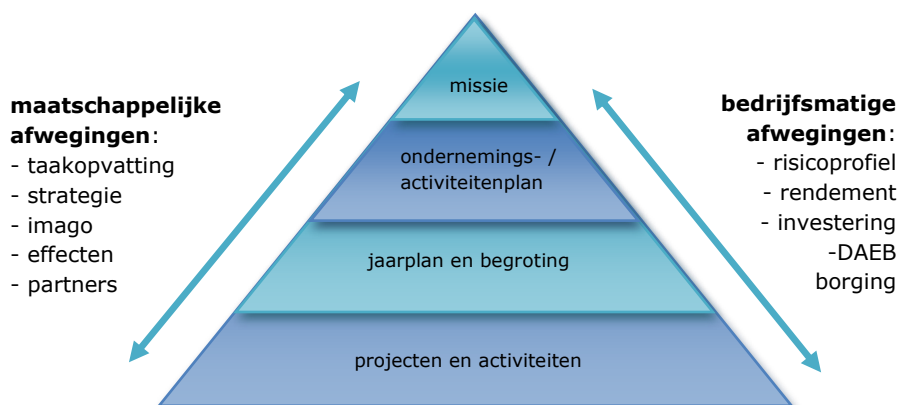 maatschappelijke
afwegingen:
- taakopvatting
- strategie
- imago
- effecten
- partners
missie
ondernemings- /
activiteitenplan
jaarplan en begroting
projecten en activiteiten
bedrijfsmatige
afwegingen:
- risicoprofiel
- rendement
- investering
-DAEB
borging